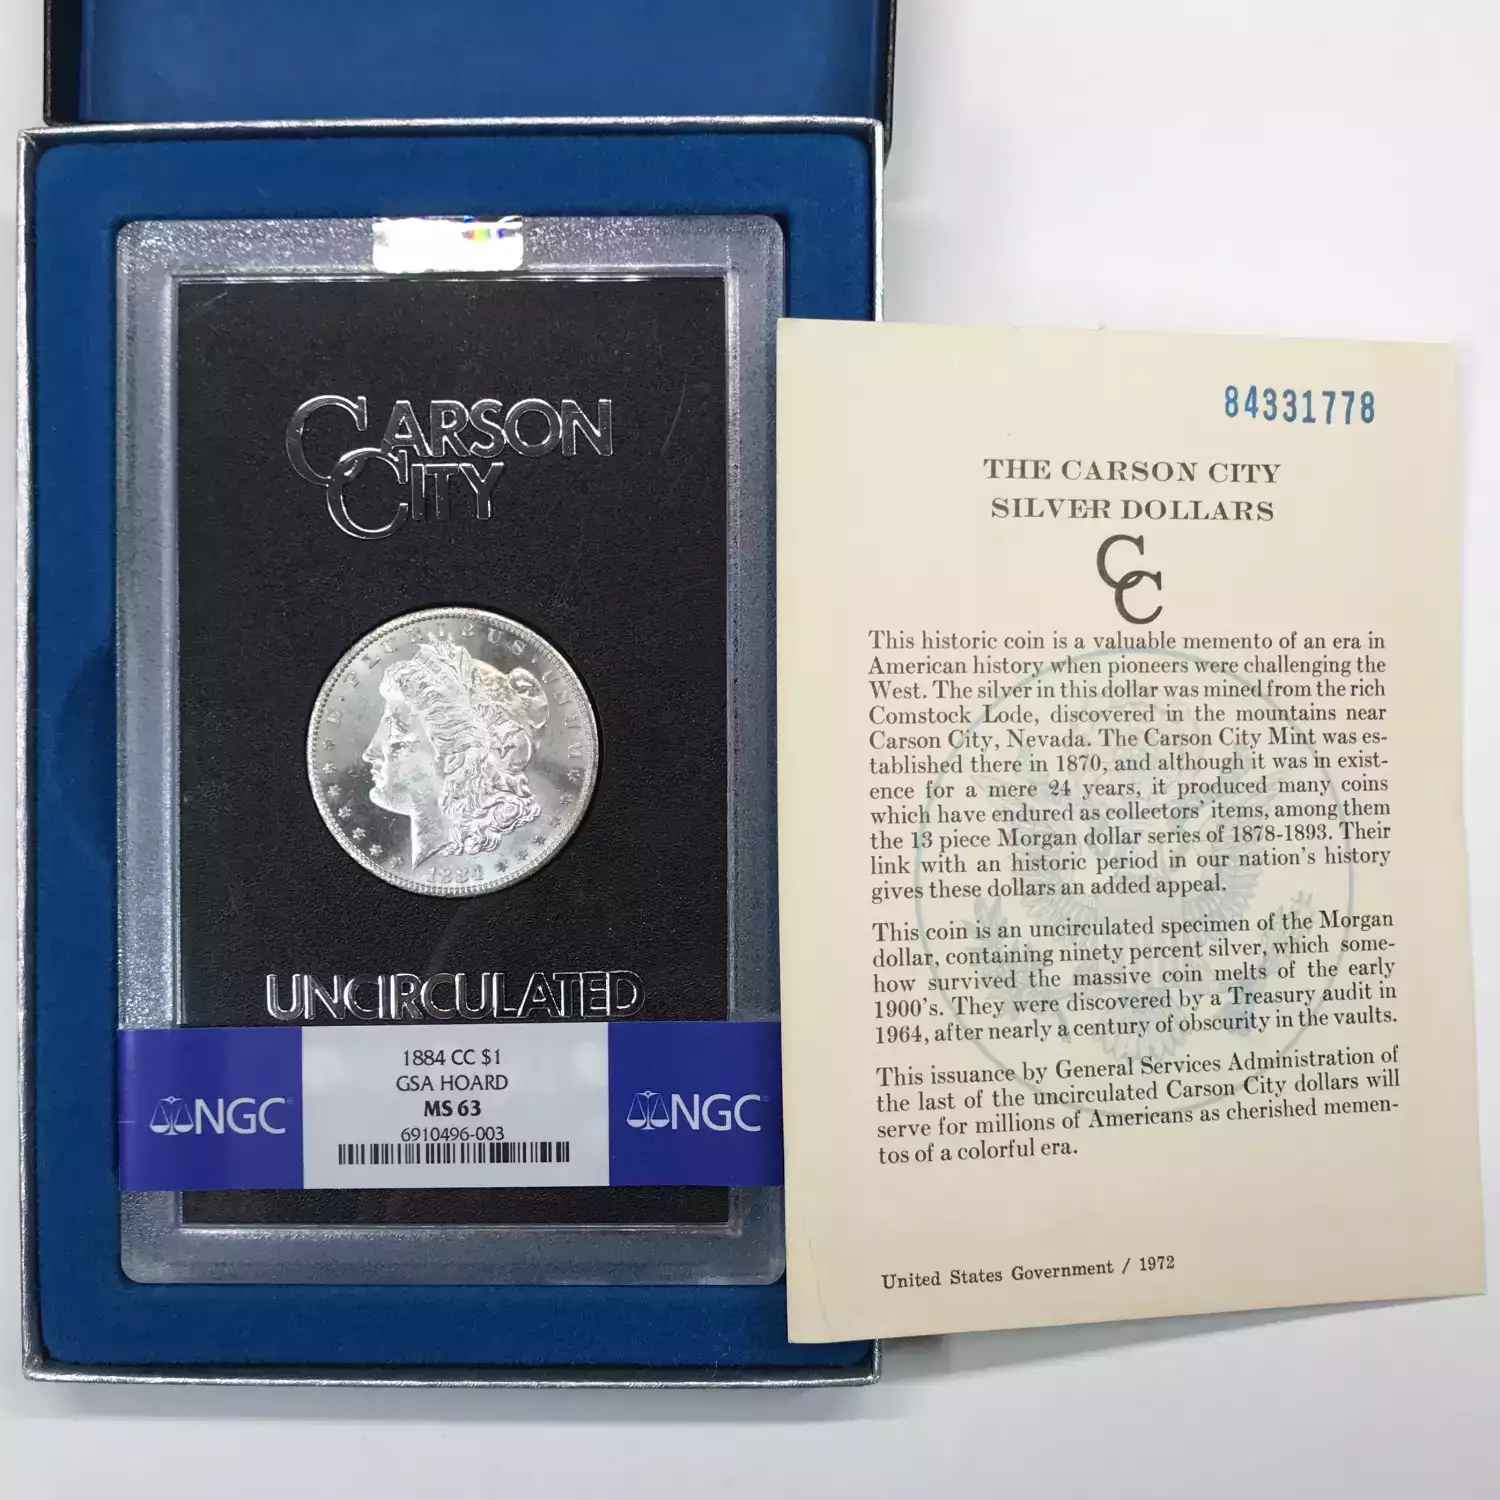 CARSON
CITY
E·PLURIBUS·UNUM
1884
UNCIRCULATED
NGC
1884 CC $1
GSA HOARD
MS 63
6910496-003
NGC
84331778
THE CARSON CITY
SILVER DOLLARS
CC
This historic coin is a valuable memento of an era in
American history when pioneers were challenging the
West. The silver in this dollar was mined from the rich
Comstock Lode, discovered in the mountains near
Carson City, Nevada. The Carson City Mint was es-
tablished there in 1870, and although it was in exist-
ence for a mere 24 years, it produced many coins
which have endured as collectors' items, among them
the 13 piece Morgan dollar series of 1878-1893. Their
link with an historic period in our nation's history
gives these dollars an added appeal.
This coin is an uncirculated specimen of the Morgan
dollar, containing ninety percent silver, which some-
how survived the massive coin melts of the early
1900's. They were discovered by a Treasury audit in
1964, after nearly a century of obscurity in the vaults.
This issuance by General Services Administration of
the last of the uncirculated Carson City dollars will
serve for millions of Americans as cherished memen-
tos of a colorful era.
United States Government / 1972